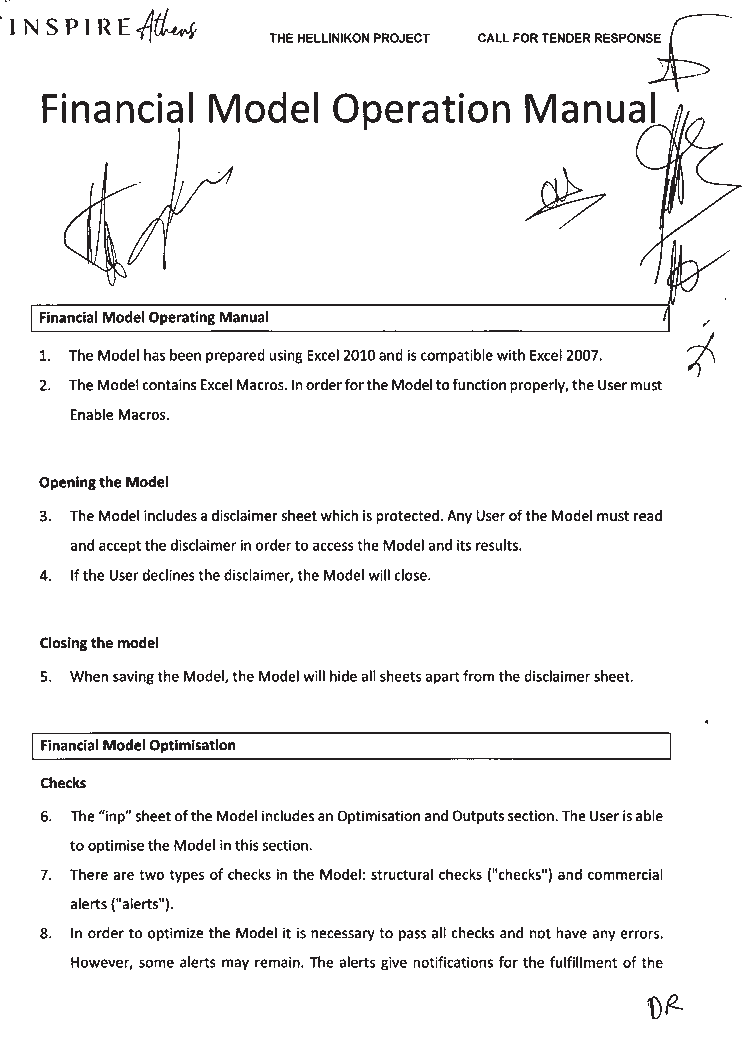 INSPIRE Athens
THE HELLINIKON PROJECT CALL FOR TENDER RESPONSE
Financial Model Operation Manual
Financial Model Operating Manual
1. The Model has been prepared using Excel 2010 and is compatible with Excel 2007.
2. The Model contains Excel Macros. In order for the Model to function properly, the User must
Enable Macros.
Opening the Model
3. The Model includes a disclaimer sheet which is protected. Any User of the Model must read
and accept the disclaimer in order to access the Model and its results.
4. If the User declines the disclaimer, the Model will close.
Closing the model
5. When saving the Model, the Model will hide all sheets apart from the disclaimer sheet.
Financial Model Optimisation
Checks
6. The “inp” sheet of the Model includes an Optimisation and Outputs section. The User is able
to optimise the Model in this section.
7. There are two types of checks in the Model: structural checks ("checks") and commercial
alerts ("alerts").
8. In order to optimize the Model it is necessary to pass all checks and not have any errors.
However, some alerts may remain. The alerts give notifications for the fulfillment of the
DR